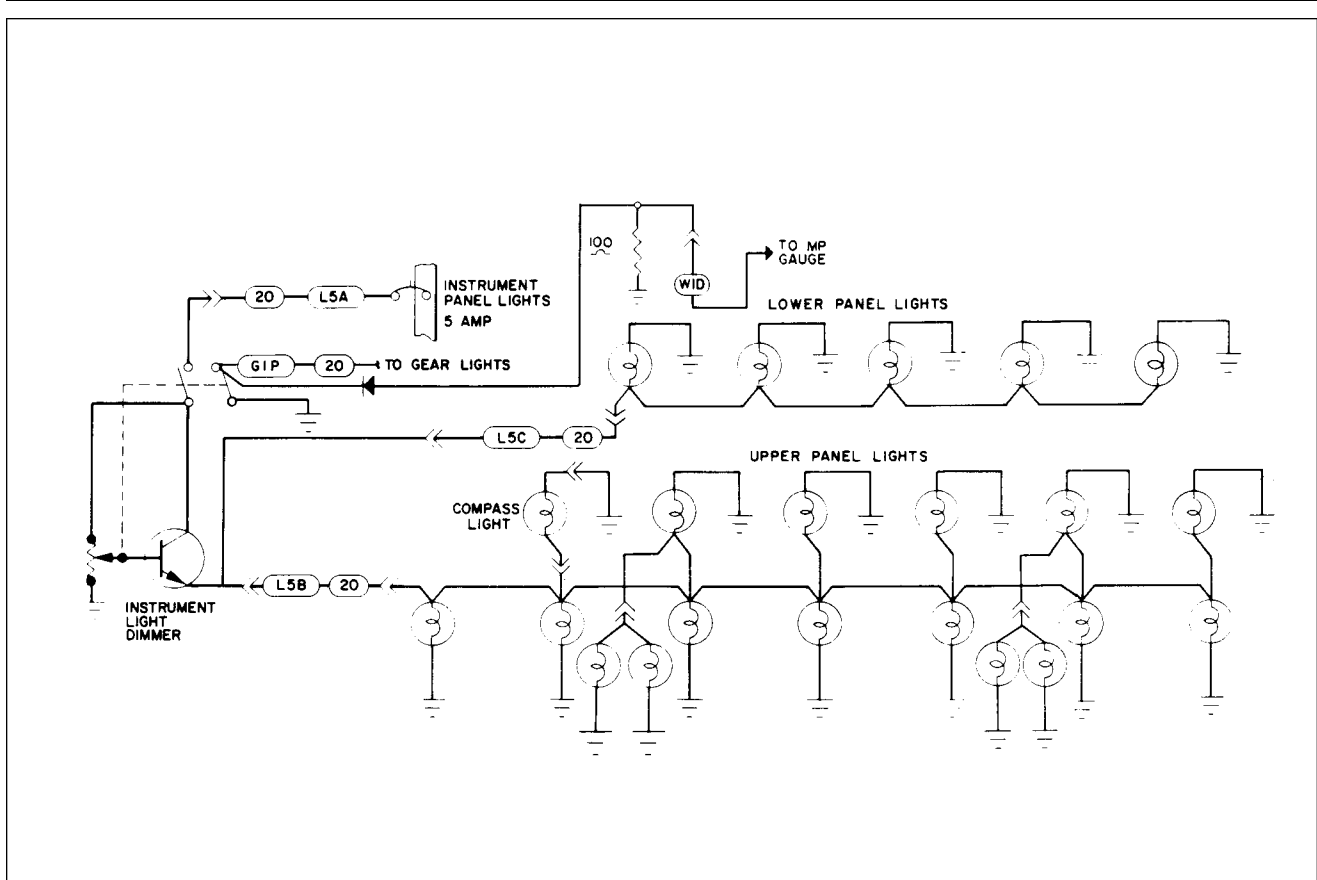 100
TO MP
GAUGE
W1D
20
L5A
INSTRUMENT
PANEL LIGHTS
5 AMP
LOWER PANEL LIGHTS
G1P
20
TO GEAR LIGHTS
L5C
20
UPPER PANEL LIGHTS
COMPASS
LIGHT
L5B
20
INSTRUMENT
LIGHT
DIMMER